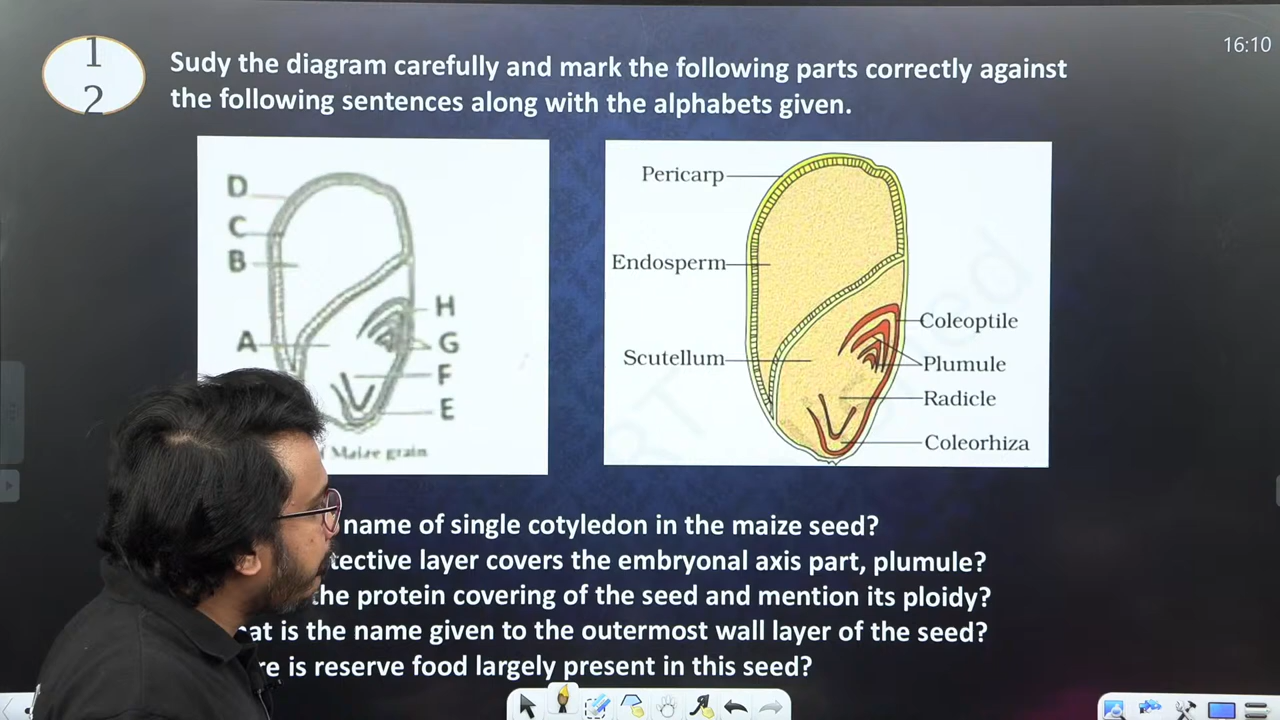 16:10
1
2
Sudy the diagram carefully and mark the following parts correctly against
the following sentences along with the alphabets given.
D
C
B
A
H
G
F
E
Maize grain
Pericarp
Endosperm
Scutellum
Coleoptile
Plumule
Radicle
Coleorhiza
name of single cotyledon in the maize seed?
layer covers the embryonal axis part, plumule?
the protein covering of the seed and mention its ploidy?
is the name given to the outermost wall layer of the seed?
is reserve food largely present in this seed?